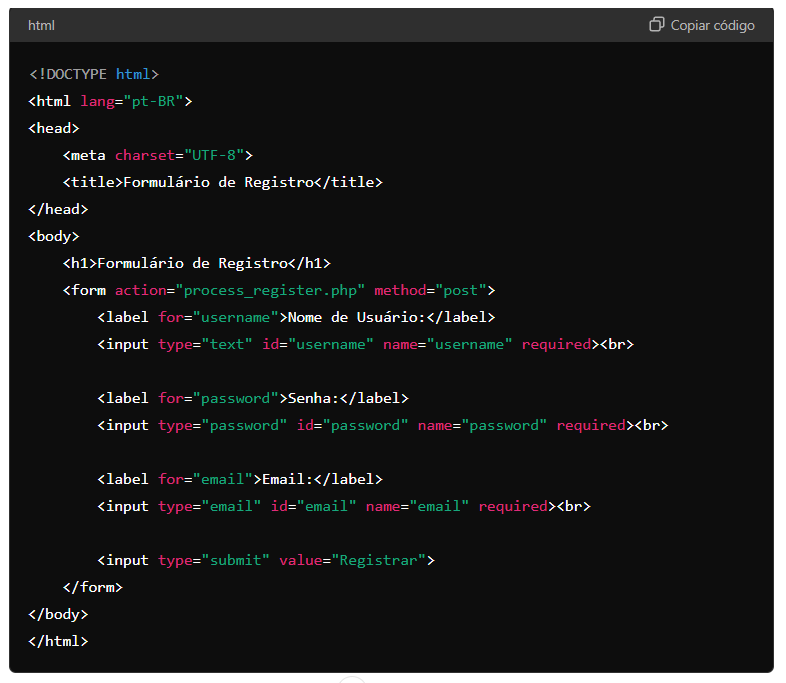 html
Copiar código
<!DOCTYPE html>
<html lang="pt-BR">
<head>
    <meta charset="UTF-8">
    <title>Formulário de Registro</title>
</head>
<body>
    <h1>Formulário de Registro</h1>
    <form action="process_register.php" method="post">
        <label for="username">Nome de Usuário:</label>
        <input type="text" id="username" name="username" required><br>

        <label for="password">Senha:</label>
        <input type="password" id="password" name="password" required><br>

        <label for="email">Email:</label>
        <input type="email" id="email" name="email" required><br>

        <input type="submit" value="Registrar">
    </form>
</body>
</html>